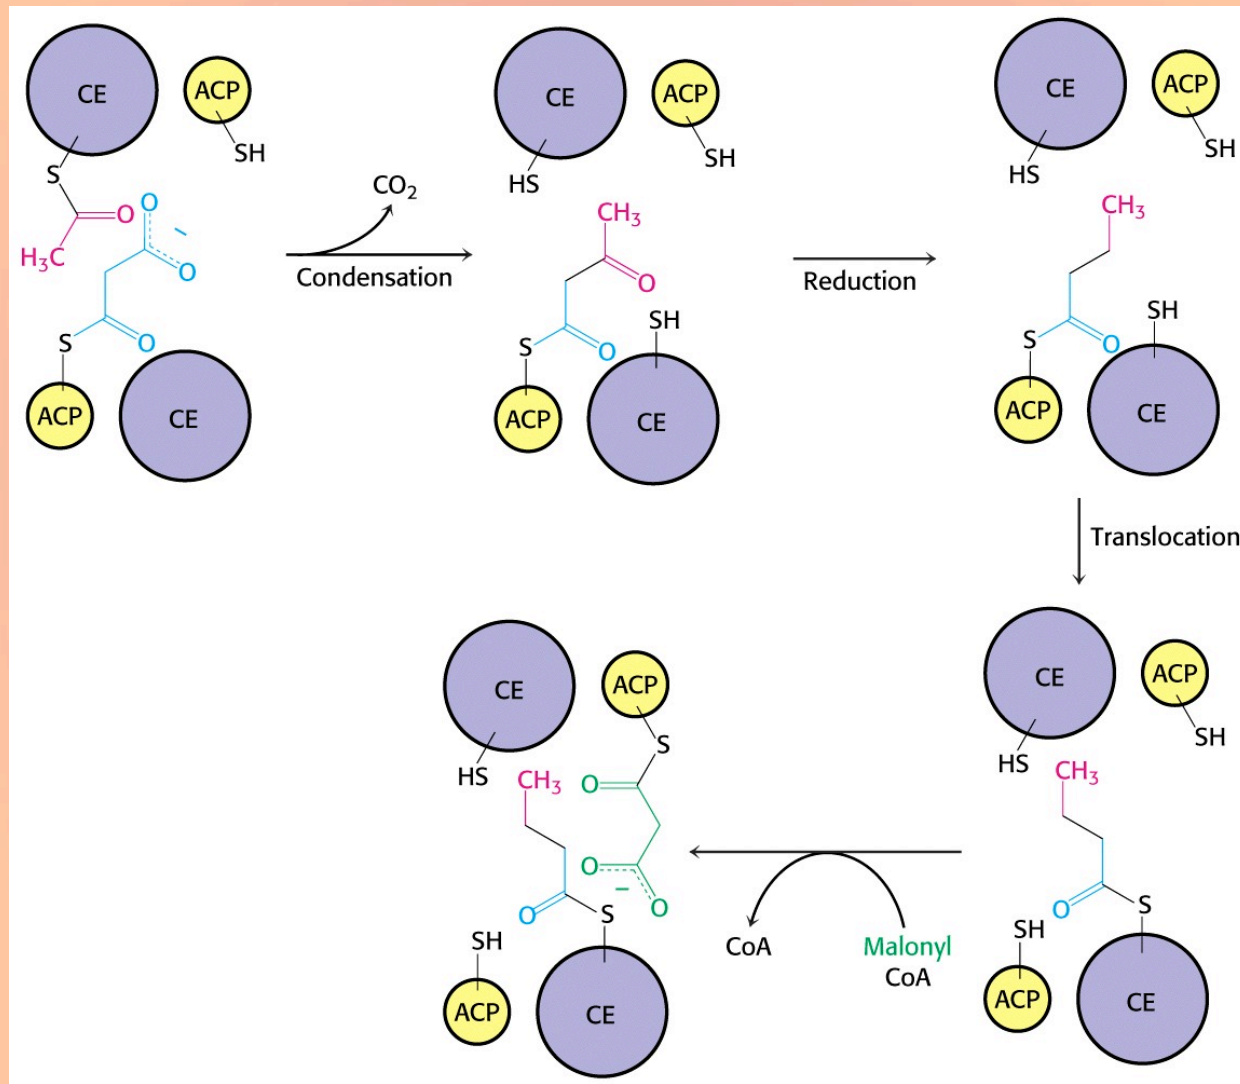 CE
ACP
SH
S
O
O
-
H₃C
O
S
O
ACP
CE
CO₂
Condensation
CE
ACP
HS
SH
CH₃
O
SH
S
O
ACP
CE
Reduction
CE
ACP
HS
SH
CH₃
SH
S
O
ACP
CE
Translocation
CE
ACP
HS
SH
CH₃
O
S
SH
ACP
CE
CoA
Malonyl
CoA
CE
ACP
S
HS
CH₃
O
O
-
O
O
S
SH
ACP
CE